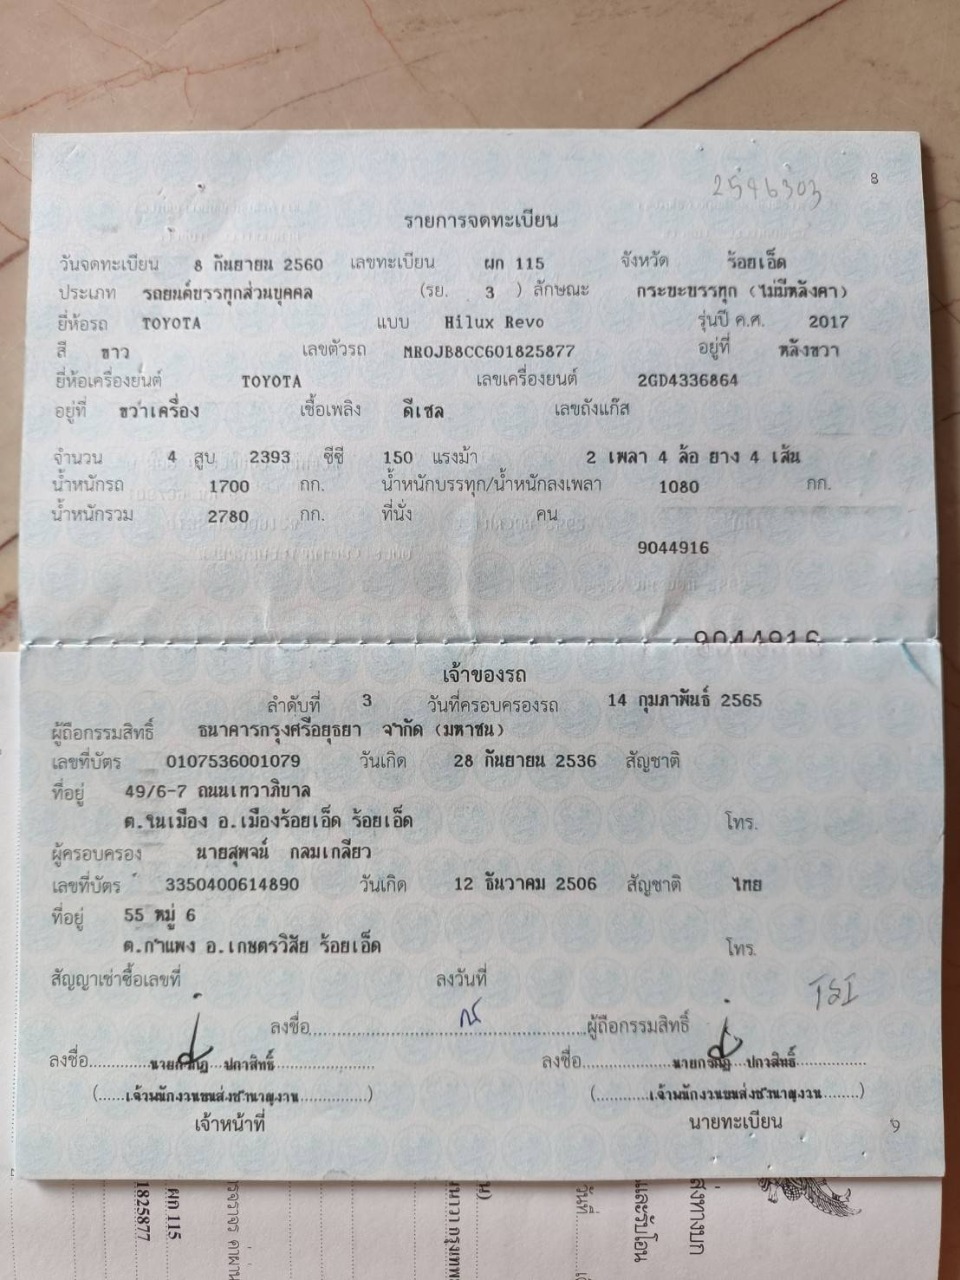 2546303
8
รายการจดทะเบียน
วันจดทะเบียน 8 กันยายน 2560 เลขทะเบียน ผก 115 จังหวัด ร้อยเอ็ด
ประเภท รถยนต์บรรทุกส่วนบุคคล (รย. 3 ) ลักษณะ กระบะบรรทุก (ไม่มีหลังคา)
ยี่ห้อรถ TOYOTA แบบ Hilux Revo รุ่นปี ค.ศ. 2017
สี ขาว เลขตัวรถ MR0JB8CC601825877 อยู่ที่ หลังขวา
ยี่ห้อเครื่องยนต์ TOYOTA เลขเครื่องยนต์ 2GD4336864
อยู่ที่ ขวาเครื่อง เชื้อเพลิง ดีเซล เลขถังแก๊ส
จำนวน 4 สูบ 2393 ซีซี 150 แรงม้า 2 เพลา 4 ล้อ ยาง 4 เส้น
น้ำหนักรถ 1700 กก. น้ำหนักบรรทุก/น้ำหนักลงเพลา 1080 กก.
น้ำหนักรวม 2780 กก. ที่นั่ง คน
9044916
9044916
เจ้าของรถ
ลำดับที่ 3 วันที่ครอบครองรถ 14 กุมภาพันธ์ 2565
ผู้ถือกรรมสิทธิ์ ธนาคารกรุงศรีอยุธยา จำกัด (มหาชน)
เลขที่บัตร 0107536001079 วันเกิด 28 กันยายน 2536 สัญชาติ
ที่อยู่ 49/6-7 ถนนเทวาภิบาล
ต.ในเมือง อ.เมืองร้อยเอ็ด ร้อยเอ็ด โทร.
ผู้ครอบครอง นายสุพจน์ กลมเกลียว
เลขที่บัตร 3350400614890 วันเกิด 12 ธันวาคม 2506 สัญชาติ ไทย
ที่อยู่ 55 หมู่ 6
ต.กำแพง อ.เกษตรวิสัย ร้อยเอ็ด โทร.
สัญญาเช่าซื้อเลขที่ ลงวันที่
ลงชื่อ ผู้ถือกรรมสิทธิ์
ลงชื่อ ปกาสิทธิ์ ลงชื่อ ปกาสิทธิ์
(เจ้าพนักงานขนส่งชำนาญงาน) (เจ้าพนักงานขนส่งชำนาญงาน)
เจ้าหน้าที่ นายทะเบียน
9
1825877
ผก 115